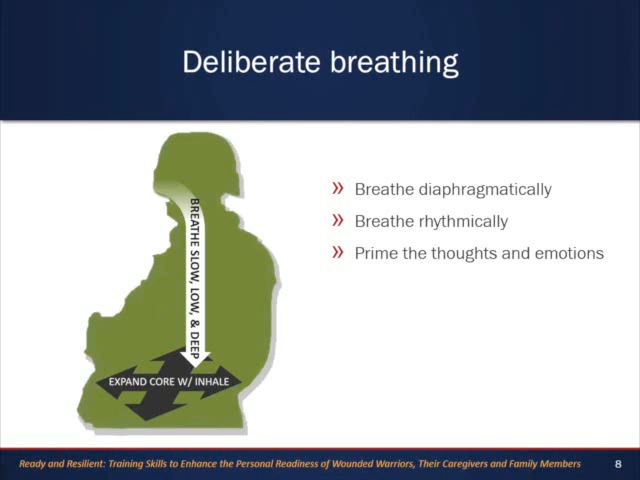 Deliberate breathing
BREATHE SLOW, LOW, & DEEP
EXPAND CORE W/ INHALE
» Breathe diaphragmatically
» Breathe rhythmically
» Prime the thoughts and emotions
Ready and Resilient: Training Skills to Enhance the Personal Readiness of Wounded Warriors, Their Caregivers and Family Members
8